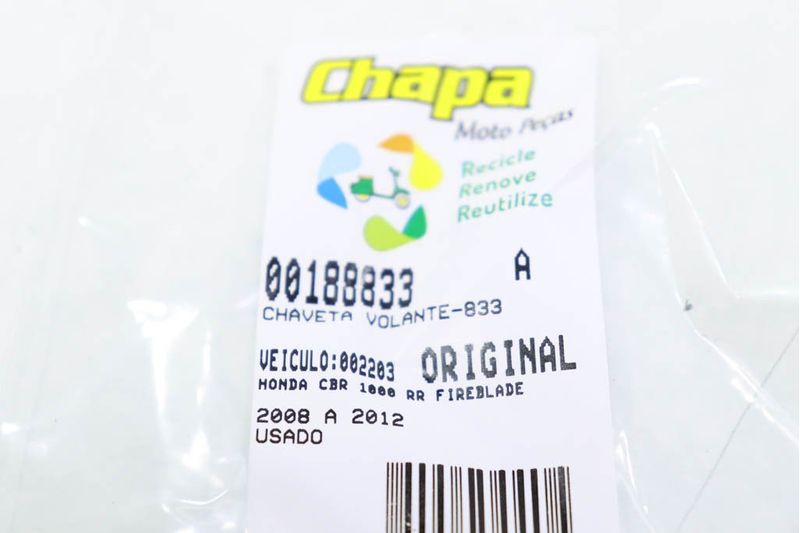 Chapa
Moto Peças
Recicle
Renove
Reutilize
00188833 A
CHAVETA VOLANTE-833
VEICULO:002203 ORIGINAL
HONDA CBR 1000 RR FIREBLADE
2008 A 2012
USADO